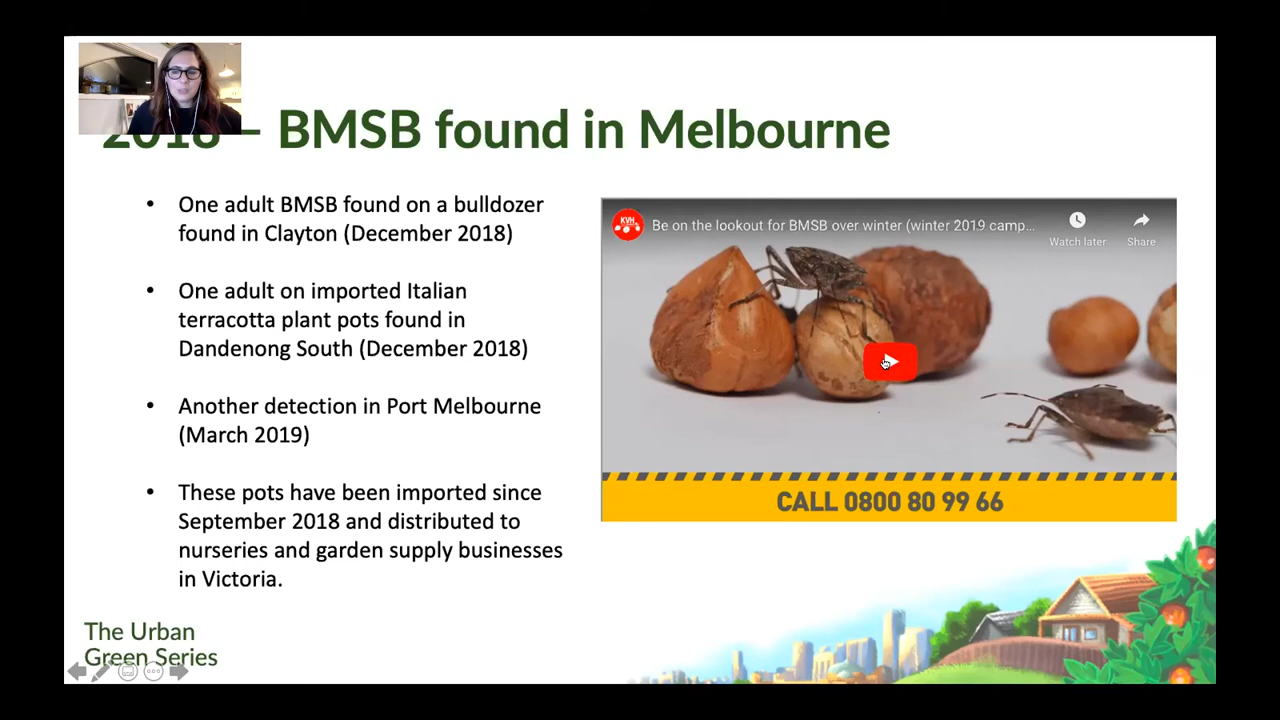 2018 – BMSB found in Melbourne
• One adult BMSB found on a bulldozer
found in Clayton (December 2018)
• One adult on imported Italian
terracotta plant pots found in
Dandenong South (December 2018)
• Another detection in Port Melbourne
(March 2019)
• These pots have been imported since
September 2018 and distributed to
nurseries and garden supply businesses
in Victoria.
KVH
Be on the lookout for BMSB over winter (winter 2019 camp...
Watch later
Share
CALL 0800 80 99 66
The Urban
Green Series